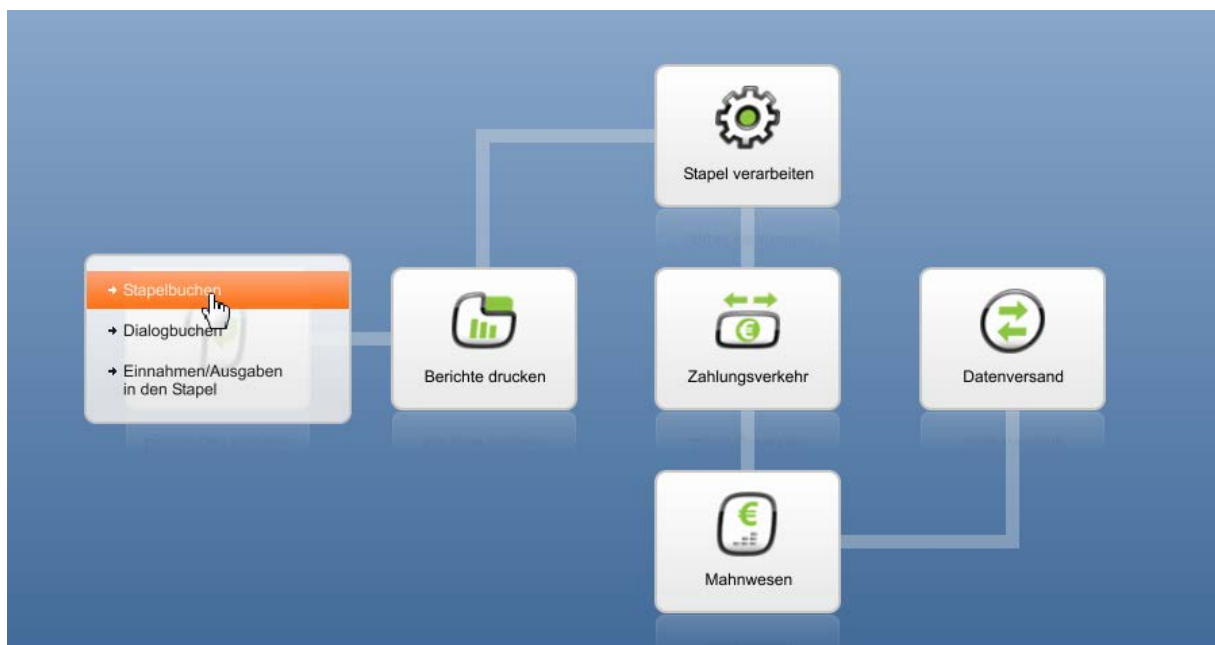 Stapel verarbeiten
Stapelbuchen
Dialogbuchen
Einnahmen/Ausgaben
in den Stapel
Berichte drucken
Zahlungsverkehr
Datenversand
Mahnwesen